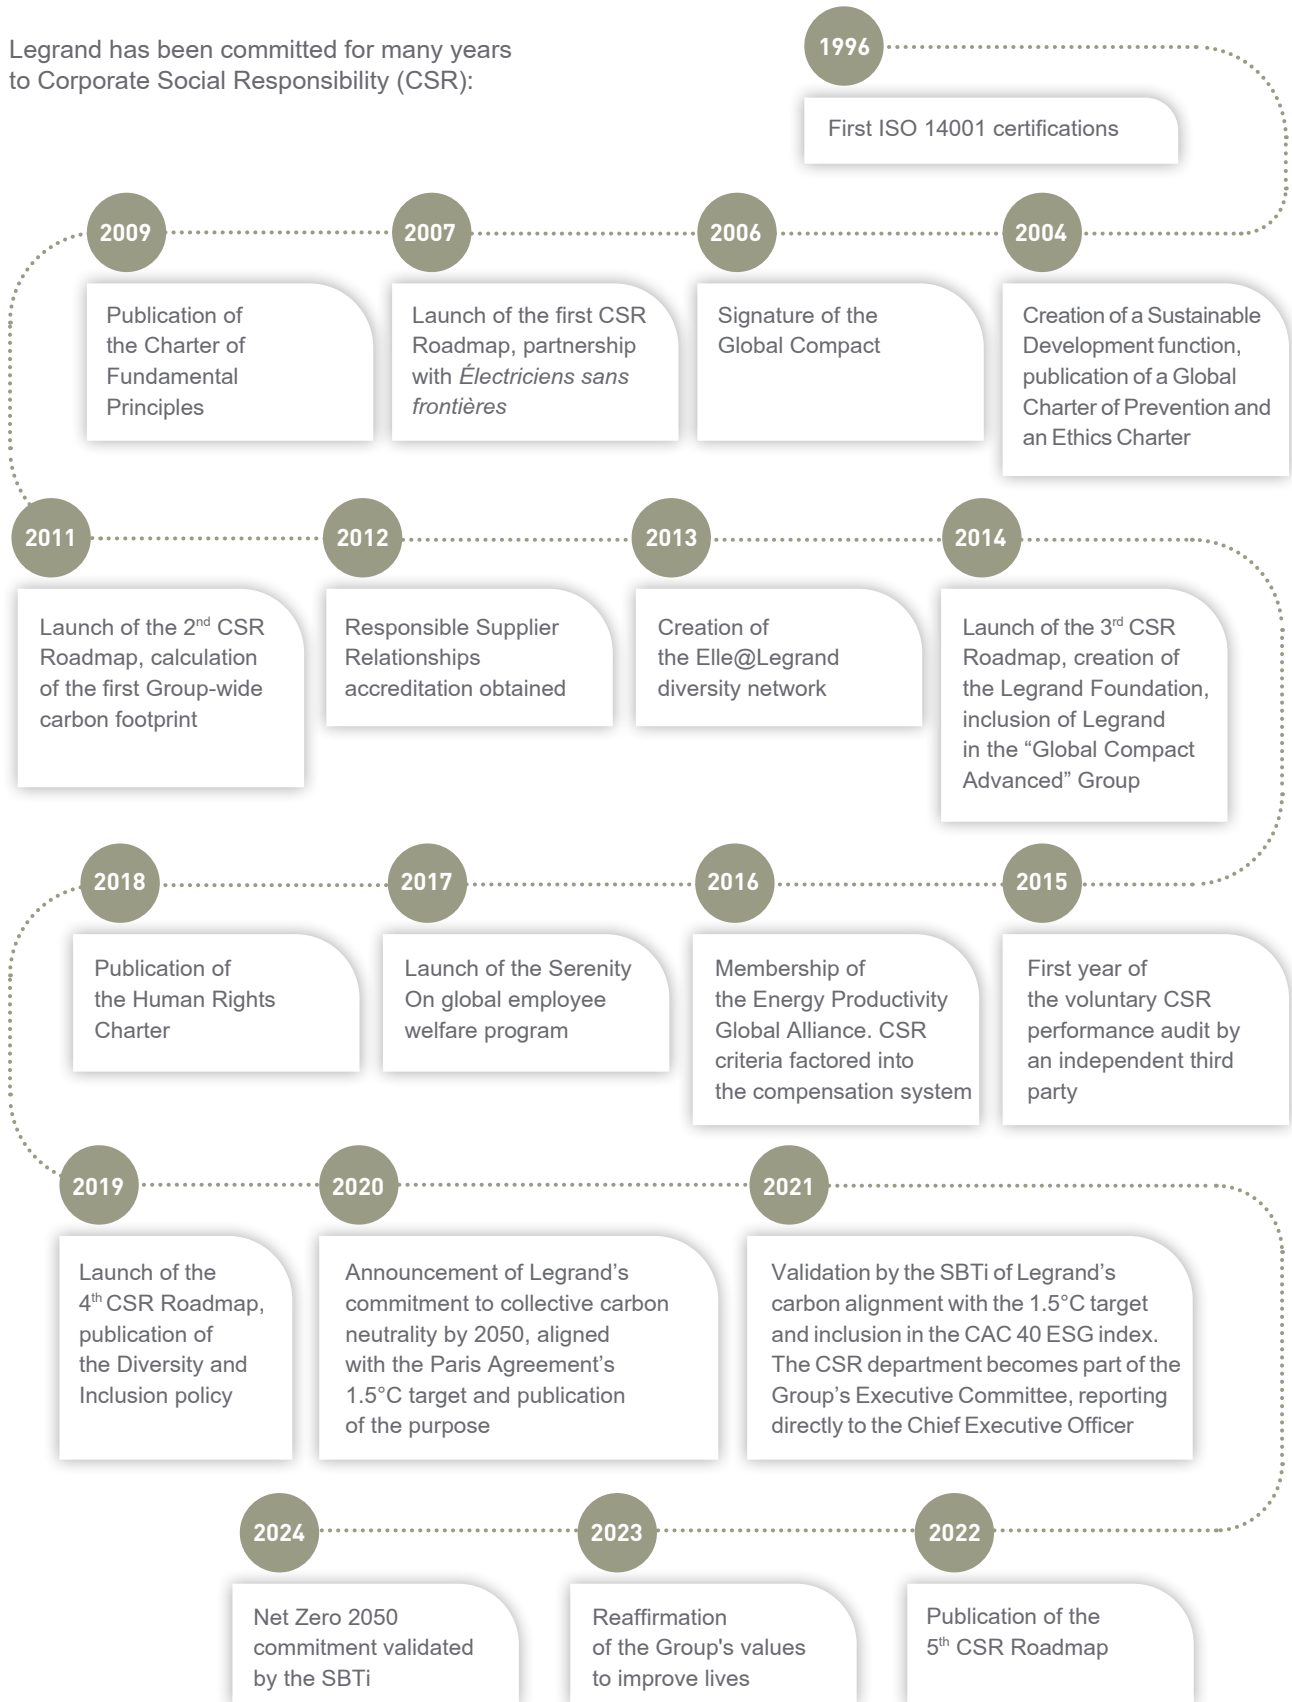 Legrand has been committed for many years
to Corporate Social Responsibility (CSR):
1996
First ISO 14001 certifications
2004
Creation of a Sustainable
Development function,
publication of a Global
Charter of Prevention and
an Ethics Charter
2006
Signature of the
Global Compact
2007
Launch of the first CSR
Roadmap, partnership
with Électriciens sans
frontières
2009
Publication of
the Charter of
Fundamental
Principles
2011
Launch of the 2nd CSR
Roadmap, calculation
of the first Group-wide
carbon footprint
2012
Responsible Supplier
Relationships
accreditation obtained
2013
Creation of
the Elle@Legrand
diversity network
2014
Launch of the 3rd CSR
Roadmap, creation of
the Legrand Foundation,
inclusion of Legrand
in the “Global Compact
Advanced” Group
2015
First year of
the voluntary CSR
performance audit by
an independent third
party
2016
Membership of
the Energy Productivity
Global Alliance. CSR
criteria factored into
the compensation system
2017
Launch of the Serenity
On global employee
welfare program
2018
Publication of
the Human Rights
Charter
2019
Launch of the
4th CSR Roadmap,
publication of
the Diversity and
Inclusion policy
2020
Announcement of Legrand’s
commitment to collective carbon
neutrality by 2050, aligned
with the Paris Agreement’s
1.5°C target and publication
of the purpose
2021
Validation by the SBTi of Legrand’s
carbon alignment with the 1.5°C target
and inclusion in the CAC 40 ESG index.
The CSR department becomes part of the
Group’s Executive Committee, reporting
directly to the Chief Executive Officer
2022
Publication of the
5th CSR Roadmap
2023
Reaffirmation
of the Group's values
to improve lives
2024
Net Zero 2050
commitment validated
by the SBTi